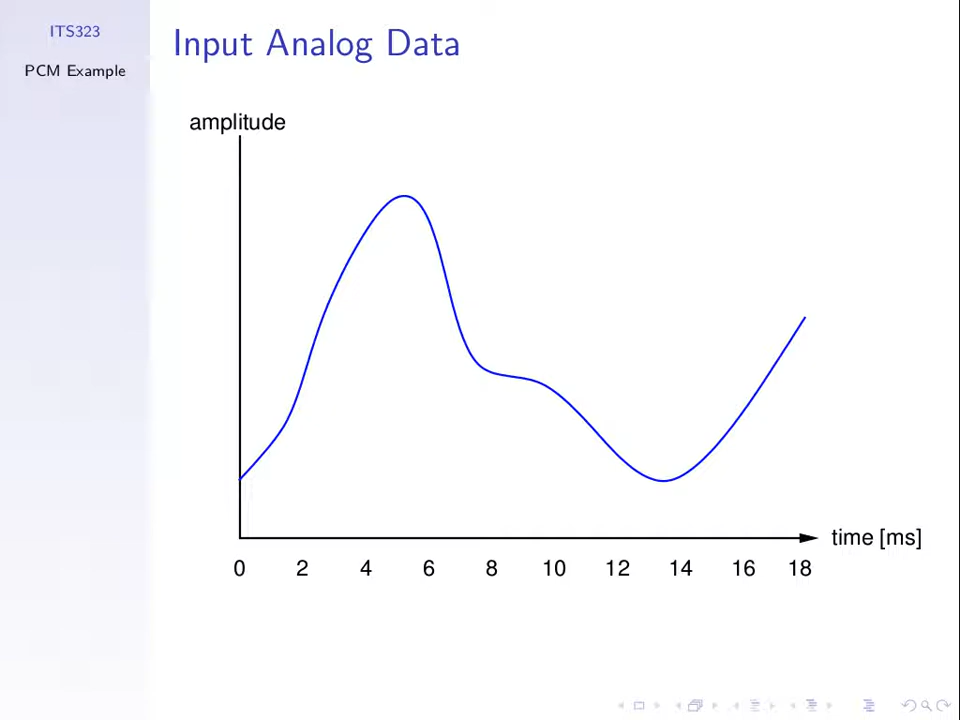 ITS323
PCM Example
Input Analog Data
amplitude
time [ms]
0 2 4 6 8 10 12 14 16 18